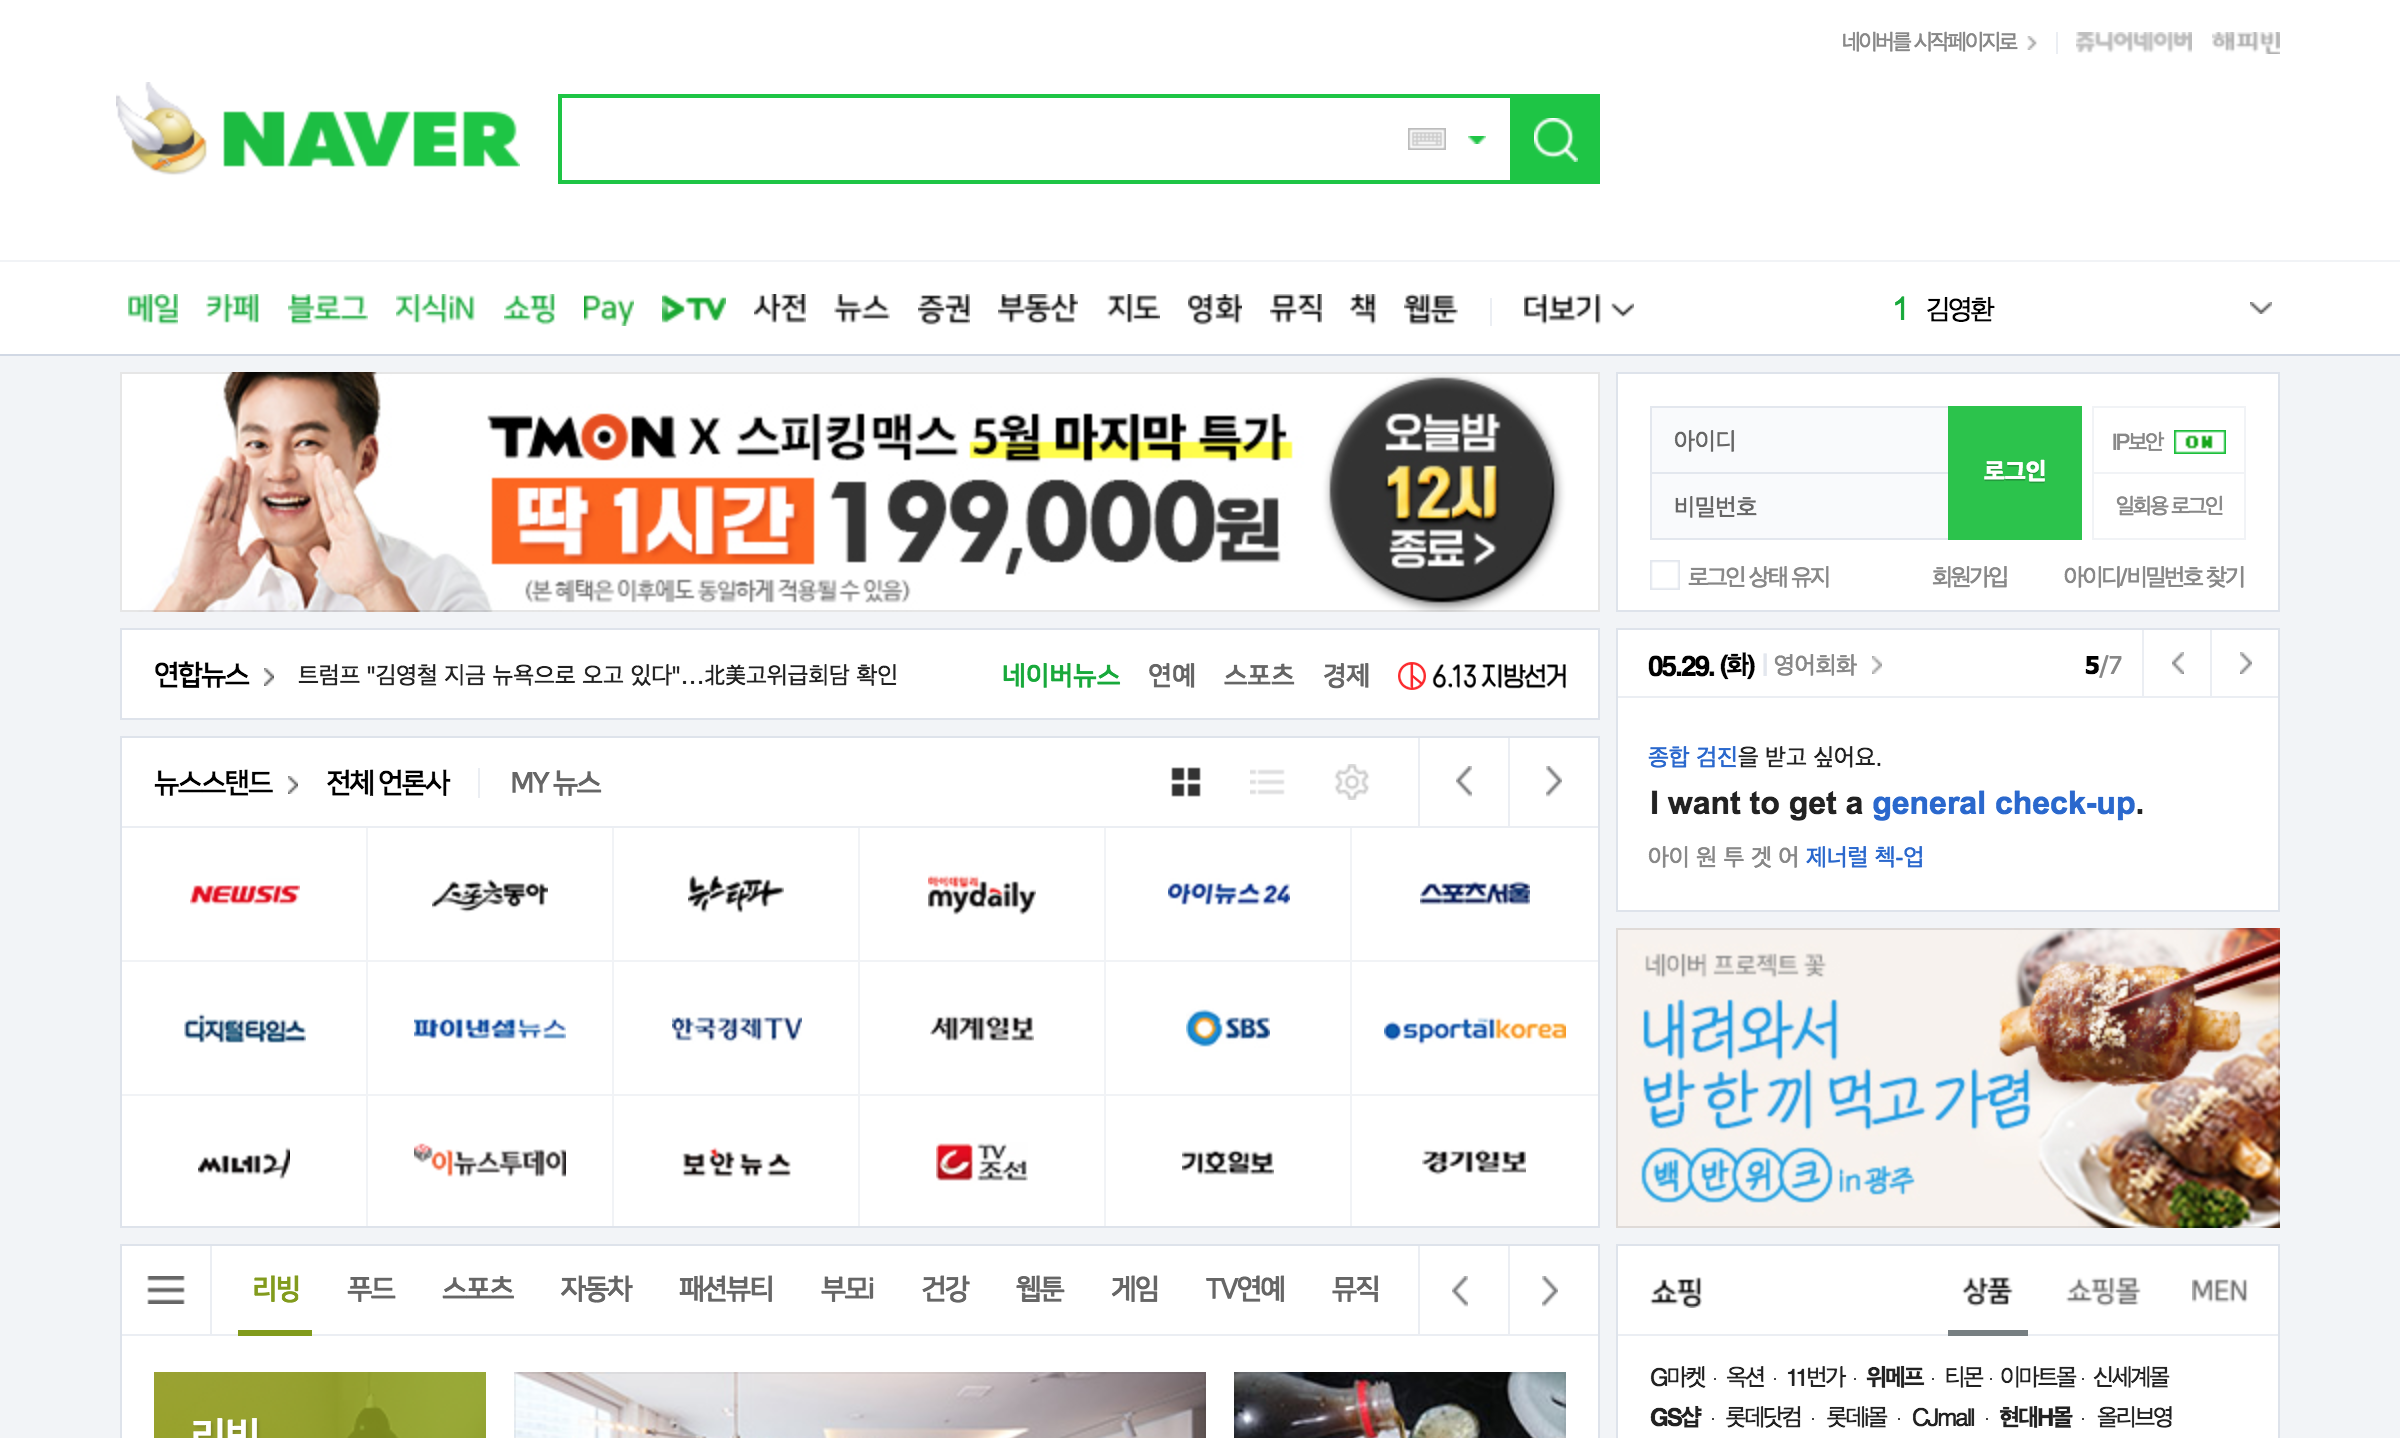 네이버를 시작페이지로
쥬니어네이버 해피빈
NAVER
메일 카페 블로그 지식iN 쇼핑 Pay TV 사전 뉴스 증권 부동산 지도 영화 뮤직 책 웹툰 더보기
1 김영환
TMON X 스피킹맥스 5월 마지막 특가
딱 1시간 199,000원
(본 혜택은 이후에도 동일하게 적용될 수 있음)
오늘밤
12시
종료 >
아이디
비밀번호
로그인
IP보안 ON
일회용 로그인
로그인 상태 유지 회원가입 아이디/비밀번호 찾기
연합뉴스 트럼프 "김영철 지금 뉴욕으로 오고 있다"...北美고위급회담 확인
네이버뉴스 연예 스포츠 경제 6.13 지방선거
05.29. (화) 영어회화 5/7
종합 검진을 받고 싶어요.
I want to get a general check-up.
아이 원 투 겟 어 제너럴 첵-업
뉴스스탠드 전체 언론사 MY 뉴스
NEWSIS 스포츠동아 뉴스타파 마이데일리 mydaily 아이뉴스24 스포츠서울
디지털타임스 파이낸셜뉴스 한국경제TV 세계일보 SBS sportalkorea
씨네21 이뉴스투데이 보안뉴스 TV조선 기호일보 경기일보
네이버 프로젝트 꽃
내려와서
밥 한 끼 먹고 가렴
백반위크 in 광주
리빙 푸드 스포츠 자동차 패션뷰티 부모i 건강 웹툰 게임 TV연예 뮤직
쇼핑 상품 쇼핑몰 MEN
G마켓 · 옥션 · 11번가 · 위메프 · 티몬 · 이마트몰 · 신세계몰
GS샵 · 롯데닷컴 · 롯데i몰 · CJmall · 현대H몰 · 올리브영
리빙